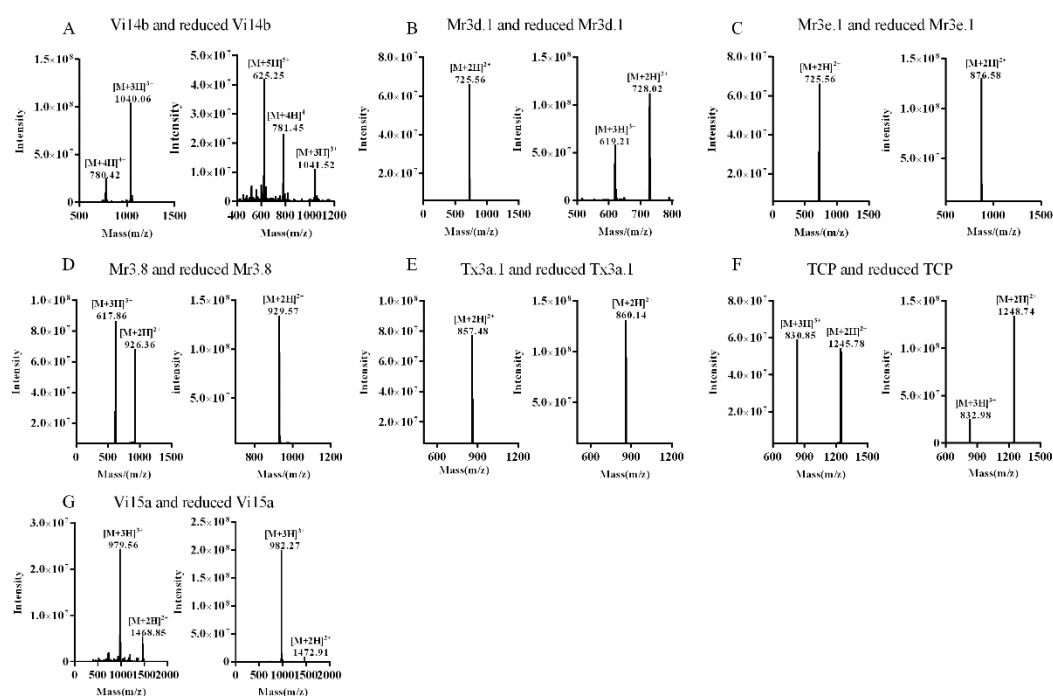 A Vi14b and reduced Vi14b
Intensity
1.5×10⁸
1.0×10⁸
5.0×10⁷
0
[M+3H]³⁺
1040.06
[M+4H]⁴⁺
780.42
500 1000 1500
Mass(m/z)
Intensity
5.0×10⁷
4.0×10⁷
3.0×10⁷
2.0×10⁷
1.0×10⁷
0
[M+5H]⁵⁺
625.25
[M+4H]⁴
781.45
[M+3H]³⁺
1041.52
400 600 800 1000 1200
Mass(m/z)
B Mr3d.1 and reduced Mr3d.1
Intensity
8.0×10⁷
6.0×10⁷
4.0×10⁷
2.0×10⁷
0
[M+2H]²⁺
725.56
0 500 1000 1500
Mass/(m/z)
Intensity
1.5×10⁸
1.0×10⁸
5.0×10⁷
0
[M+2H]²⁺
728.02
[M+3H]³⁺
619.21
500 600 700 800
Mass/(m/z)
C Mr3e.1 and reduced Mr3e.1
Intensity
8.0×10⁷
6.0×10⁷
4.0×10⁷
2.0×10⁷
0
[M+2H]²⁺
725.56
0 500 1000 1500
Mass/(m/z)
intensity
1.5×10⁸
1.0×10⁸
5.0×10⁷
0
[M+2H]²⁺
876.58
0 500 1000 1500
Mass/(m/z)
D Mr3.8 and reduced Mr3.8
Intensity
1.0×10⁸
8.0×10⁷
6.0×10⁷
4.0×10⁷
2.0×10⁷
[M+3H]³⁺
617.86
[M+2H]²⁺
926.36
0 500 1000 1500
Mass(m/z)
intensity
1.5×10⁸
1.0×10⁸
5.0×10⁷
[M+2H]²⁺
929.57
900 1200
Mass/(m/z)
E Tx3a.1 and reduced Tx3a.1
Intensity
1.0×10⁸
8.0×10⁷
6.0×10⁷
4.0×10⁷
2.0×10⁷
[M+2H]²⁺
857.48
600 900 1200
Mass/(m/z)
Intensity
1.5×10⁸
1.0×10⁸
5.0×10⁷
[M+2H]²⁺
860.14
600 900 1200
Mass/(m/z)
F TCP and reduced TCP
Intensity
8.0×10⁷
6.0×10⁷
4.0×10⁷
2.0×10⁷
0
[M+3H]³⁺
830.85
[M+2H]²⁺
1245.78
600 900 1200 1500
Mass(m/z)
intensity
1.5×10⁸
1.0×10⁸
5.0×10⁷
0
[M+2H]²⁺
1248.74
[M+3H]³⁺
832.98
600 900 1200
Mass/(m/z)
G Vi15a and reduced Vi15a
Intensity
3.0×10⁷
2.0×10⁷
1.0×10⁷
0
[M+3H]³⁺
979.56
[M+2H]²⁺
1468.85
0 500 1000 1500 2000
Mass(m/z)
Intensity
2.5×10⁸
2.0×10⁸
1.5×10⁸
1.0×10⁸
5.0×10⁷
0
[M+3H]³⁺
982.27
[M+2H]²⁺
1472.91
0 500 1000 1500 2000
Mass(m/z)